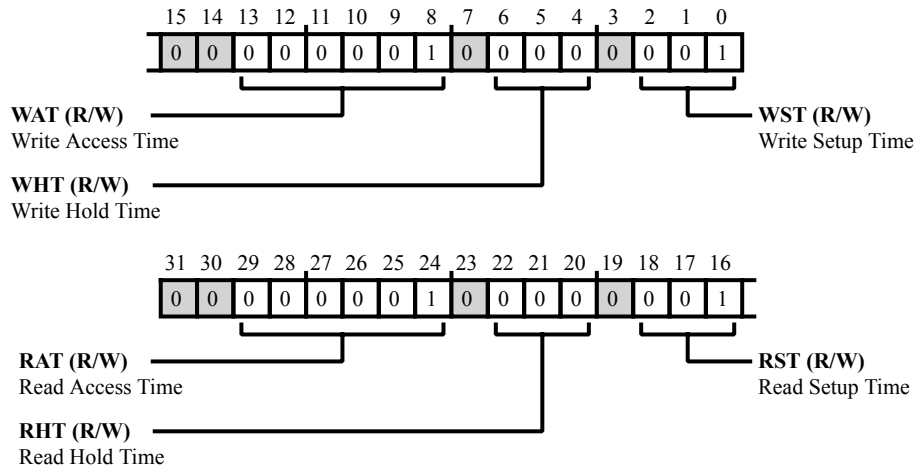 15 14 13 12 11 10 9 8 7 6 5 4 3 2 1 0
0 0 0 0 0 0 0 1 0 0 0 0 0 0 0 1
WAT (R/W)
Write Access Time
WST (R/W)
Write Setup Time
WHT (R/W)
Write Hold Time
31 30 29 28 27 26 25 24 23 22 21 20 19 18 17 16
0 0 0 0 0 0 0 1 0 0 0 0 0 0 0 1
RAT (R/W)
Read Access Time
RST (R/W)
Read Setup Time
RHT (R/W)
Read Hold Time